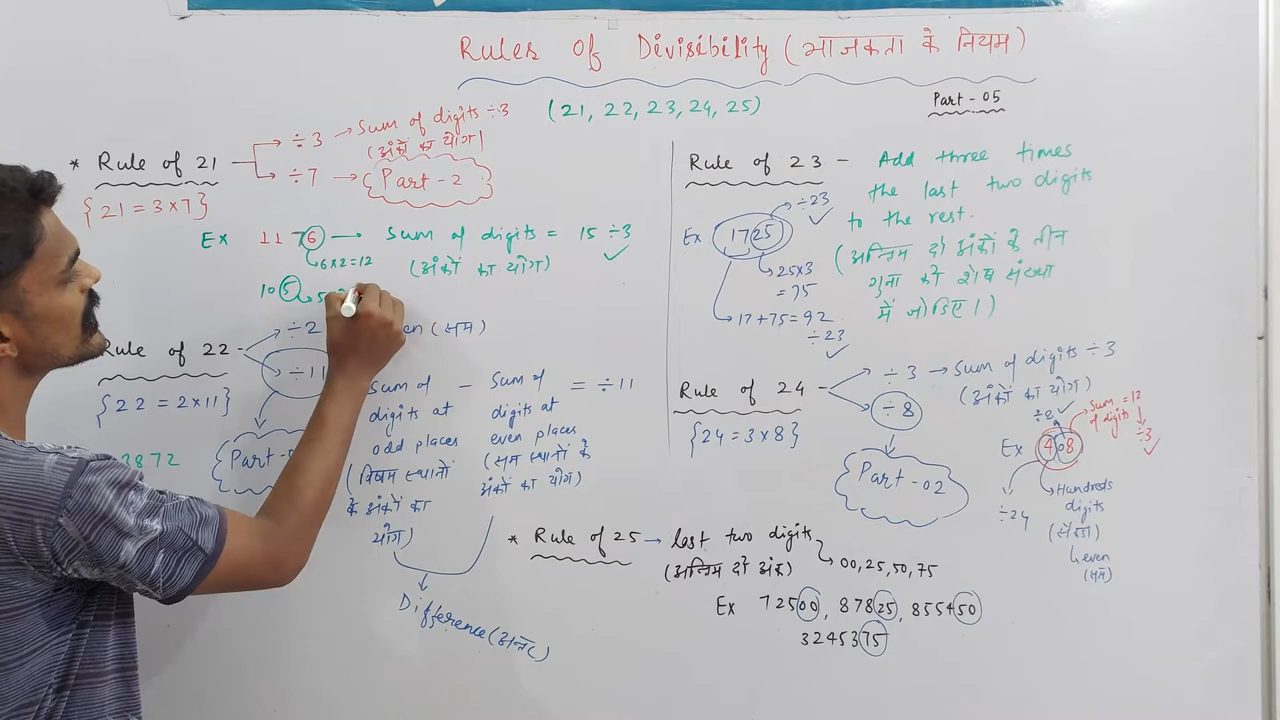 Rules of Divisibility (भाजकता के नियम)
(21, 22, 23, 24, 25)
Part-05
* Rule of 21
÷3 → Sum of digits ÷3
(अंकों का योग)
÷7 → Part-2
{21 = 3×7}
Ex 1176 → Sum of digits = 15 ÷3 ✓
6×2=12
(अंकों का योग)
105
Rule of 22
÷2
(सम)
÷11
{22 = 2×11}
3872
Sum of digits at odd places
(विषम स्थानों
के अंकों का
योग)
–
Sum of digits at even places
(सम स्थानों के
अंकों का योग)
= ÷11
Difference (अन्तर)
Rule of 23 – Add three times
the last two digits
to the rest.
(अन्तिम दो अंकों के तीन
गुना को शेष संख्या
में जोडिए।)
Ex 1725
÷23 ✓
25×3
=75
17+75=92
÷23 ✓
Rule of 24
÷3 → Sum of digits ÷3
(अंकों का योग)
÷8
Part-02
{24 = 3×8}
Ex 408
÷8 ✓
Sum of digits = 12
÷3 ✓
÷24
Hundreds
digits
(सैकडा)
even
(सम)
* Rule of 25 → last two digits
(अन्तिम दो अंक)
00, 25, 50, 75
Ex 72500, 87825, 855450
3245375